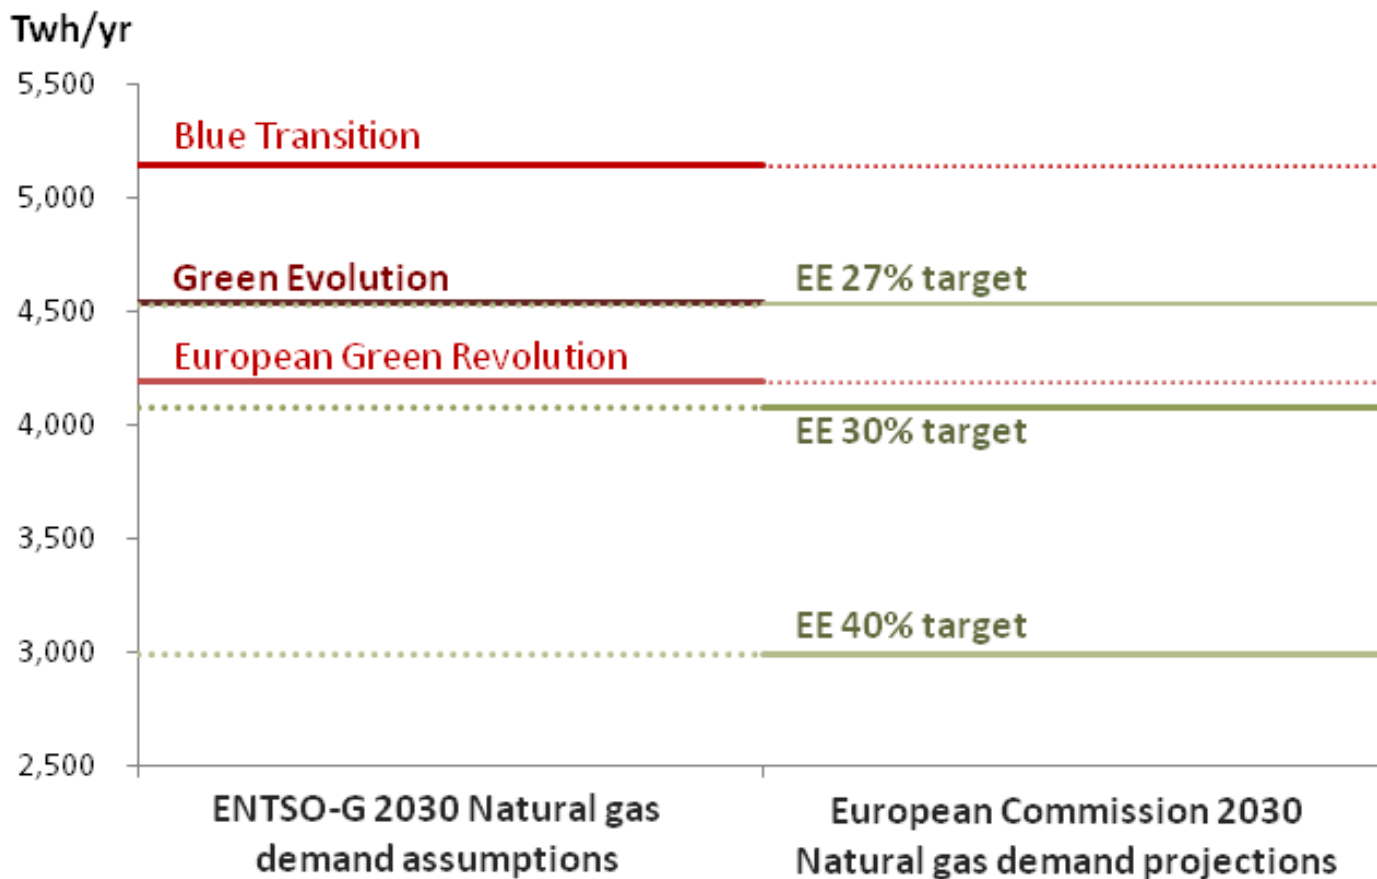 Twh/yr
5,500
Blue Transition
5,000
Green Evolution
EE 27% target
4,500
European Green Revolution
4,000
EE 30% target
3,500
EE 40% target
3,000
2,500
ENTSO-G 2030 Natural gas
demand assumptions
European Commission 2030
Natural gas demand projections